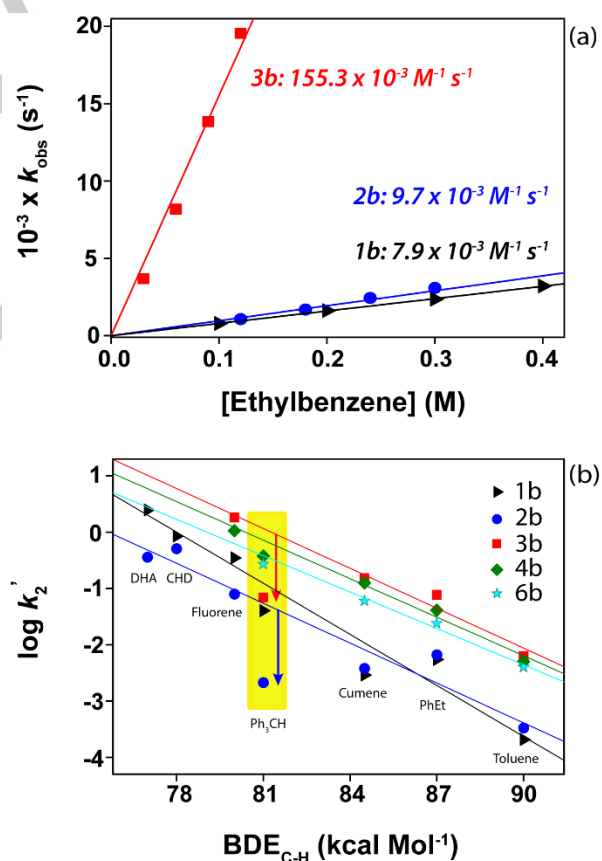 (a)
20
15
10
5
0
10⁻³ x k_obs (s⁻¹)
3b: 155.3 x 10⁻³ M⁻¹ s⁻¹
2b: 9.7 x 10⁻³ M⁻¹ s⁻¹
1b: 7.9 x 10⁻³ M⁻¹ s⁻¹
0.0 0.1 0.2 0.3 0.4
[Ethylbenzene] (M)
(b)
1
0
-1
-2
-3
-4
log k₂'
1b
2b
3b
4b
6b
DHA CHD
Fluorene
Ph₃CH
Cumene
PhEt
Toluene
78 81 84 87 90
BDE_C-H (kcal Mol⁻¹)